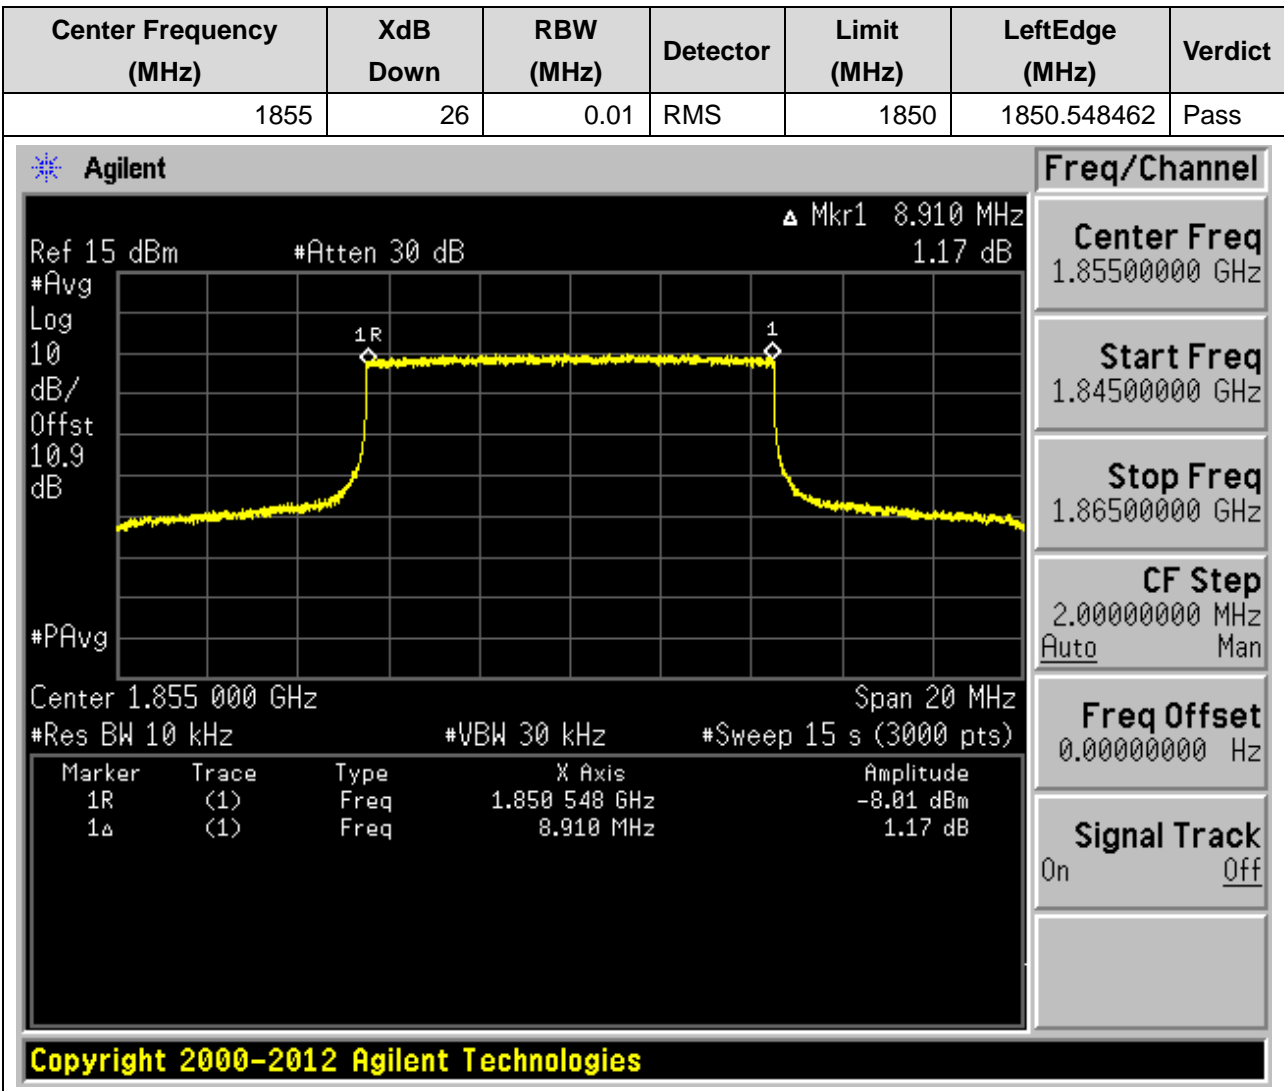 Center Frequency (MHz) XdB Down RBW (MHz) Detector Limit (MHz) LeftEdge (MHz) Verdict
1855 26 0.01 RMS 1850 1850.548462 Pass
Agilent
Freq/Channel
Δ Mkr1 8.910 MHz
Ref 15 dBm #Atten 30 dB 1.17 dB
#Avg
Log
10
dB/
Offst
10.9
dB
1R
1
#PAvg
Center 1.855 000 GHz Span 20 MHz
#Res BW 10 kHz #VBW 30 kHz #Sweep 15 s (3000 pts)
Marker Trace Type X Axis Amplitude
1R (1) Freq 1.850 548 GHz -8.01 dBm
1Δ (1) Freq 8.910 MHz 1.17 dB
Center Freq
1.85500000 GHz
Start Freq
1.84500000 GHz
Stop Freq
1.86500000 GHz
CF Step
2.00000000 MHz
Auto Man
Freq Offset
0.00000000 Hz
Signal Track
On Off
Copyright 2000-2012 Agilent Technologies